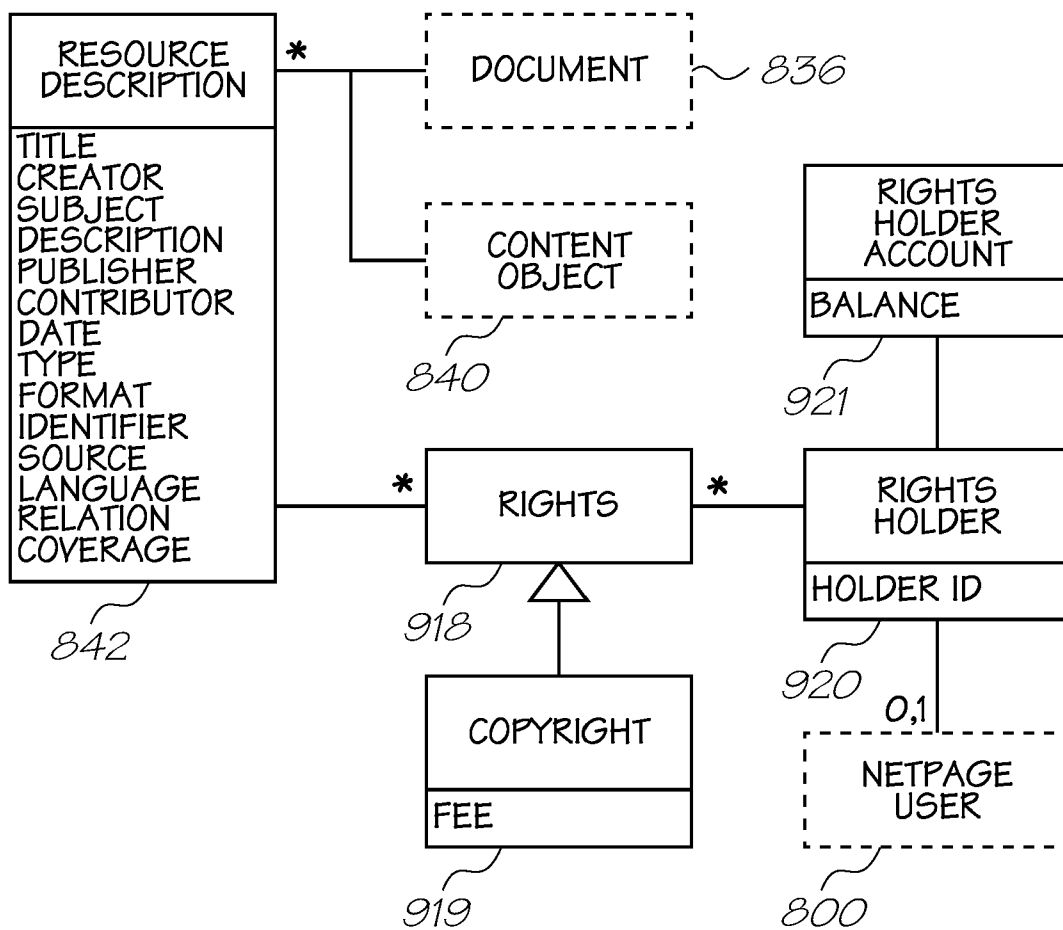 RESOURCE
DESCRIPTION
*
TITLE
CREATOR
SUBJECT
DESCRIPTION
PUBLISHER
CONTRIBUTOR
DATE
TYPE
FORMAT
IDENTIFIER
SOURCE
LANGUAGE
RELATION
COVERAGE
842
DOCUMENT
836
CONTENT
OBJECT
840
RIGHTS
HOLDER
ACCOUNT
BALANCE
921
*
RIGHTS
*
918
RIGHTS
HOLDER
HOLDER ID
920
COPYRIGHT
FEE
919
0,1
NETPAGE
USER
800